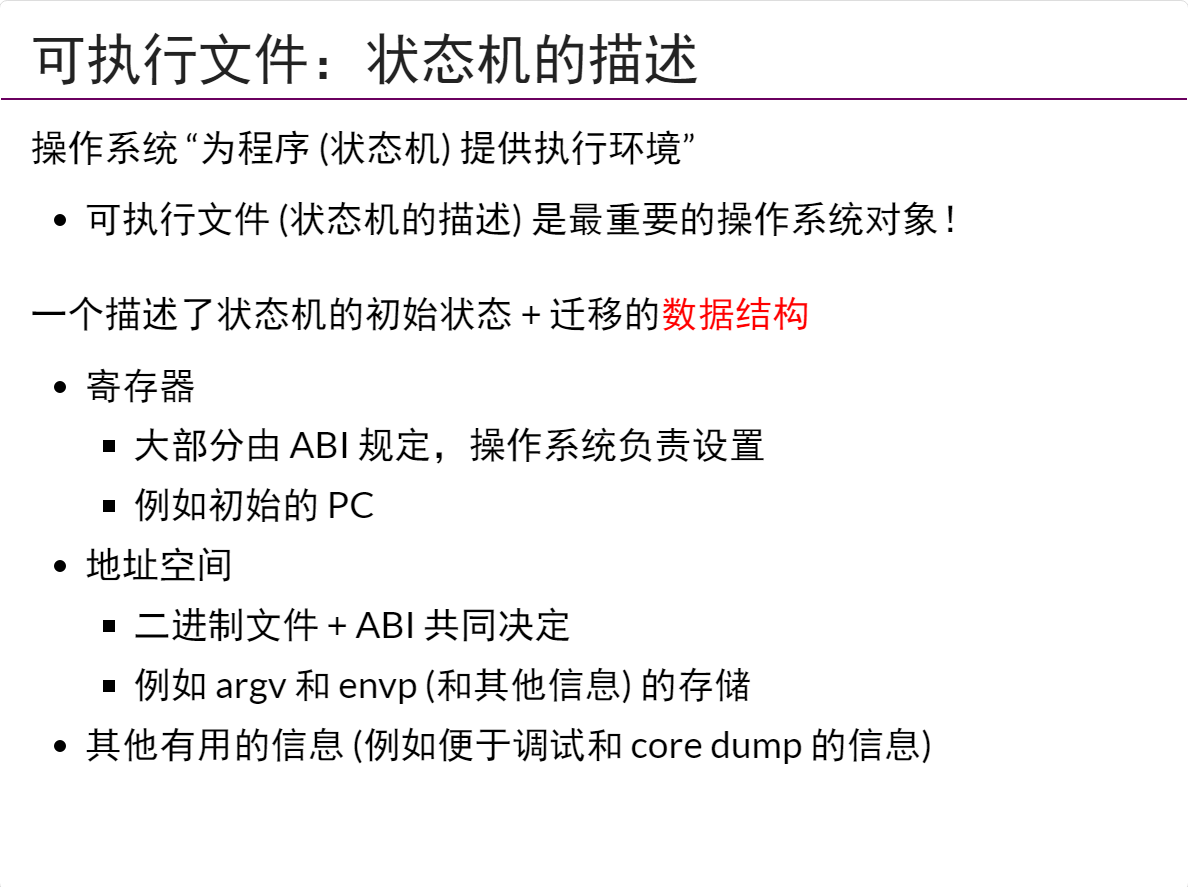 可执行文件：状态机的描述
操作系统 “为程序 (状态机) 提供执行环境”
• 可执行文件 (状态机的描述) 是最重要的操作系统对象！
一个描述了状态机的初始状态 + 迁移的数据结构
• 寄存器
▪ 大部分由 ABI 规定，操作系统负责设置
▪ 例如初始的 PC
• 地址空间
▪ 二进制文件 + ABI 共同决定
▪ 例如 argv 和 envp (和其他信息) 的存储
• 其他有用的信息 (例如便于调试和 core dump 的信息)